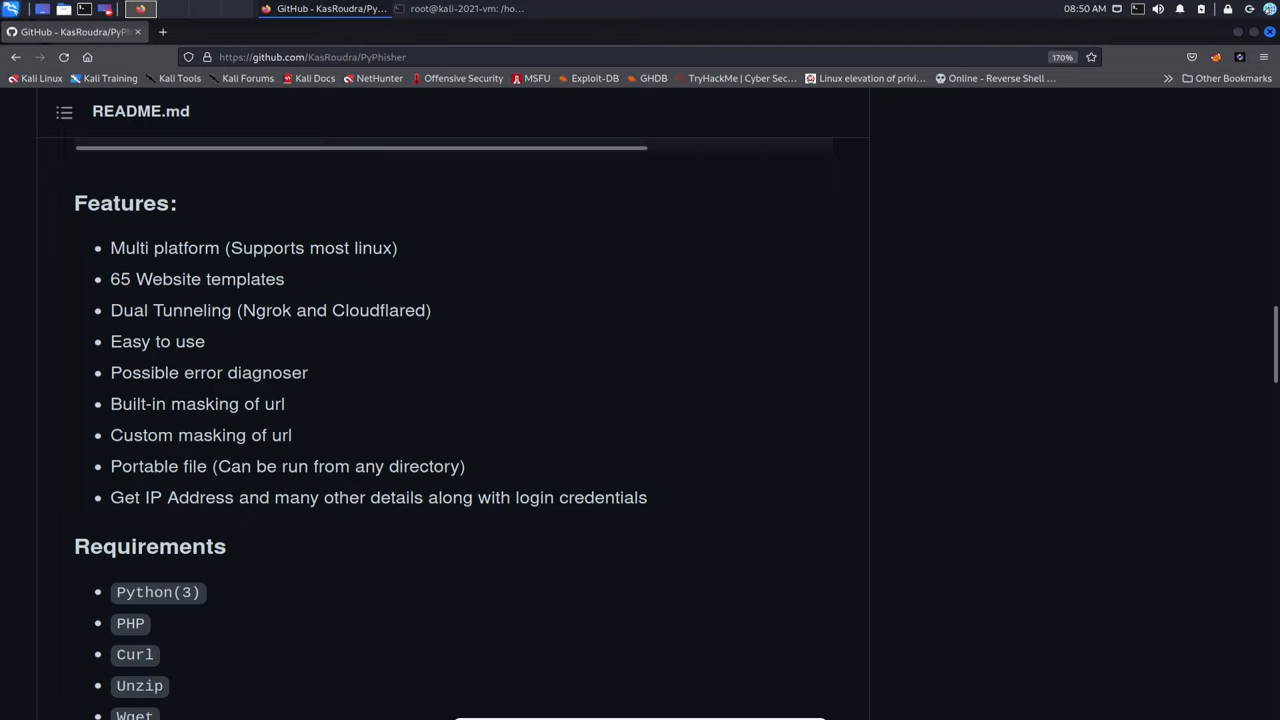 GitHub - KasRoudra/Py...
root@kali-2021-vm: /ho...
08:50 AM
GitHub - KasRoudra/PyPh
https://github.com/KasRoudra/PyPhisher
170%
Kali Linux
Kali Training
Kali Tools
Kali Forums
Kali Docs
NetHunter
Offensive Security
MSFU
Exploit-DB
GHDB
TryHackMe | Cyber Sec...
Linux elevation of privi...
Online - Reverse Shell ...
Other Bookmarks
README.md
Features:
Multi platform (Supports most linux)
65 Website templates
Dual Tunneling (Ngrok and Cloudflared)
Easy to use
Possible error diagnoser
Built-in masking of url
Custom masking of url
Portable file (Can be run from any directory)
Get IP Address and many other details along with login credentials
Requirements
Python(3)
PHP
Curl
Unzip
Wget